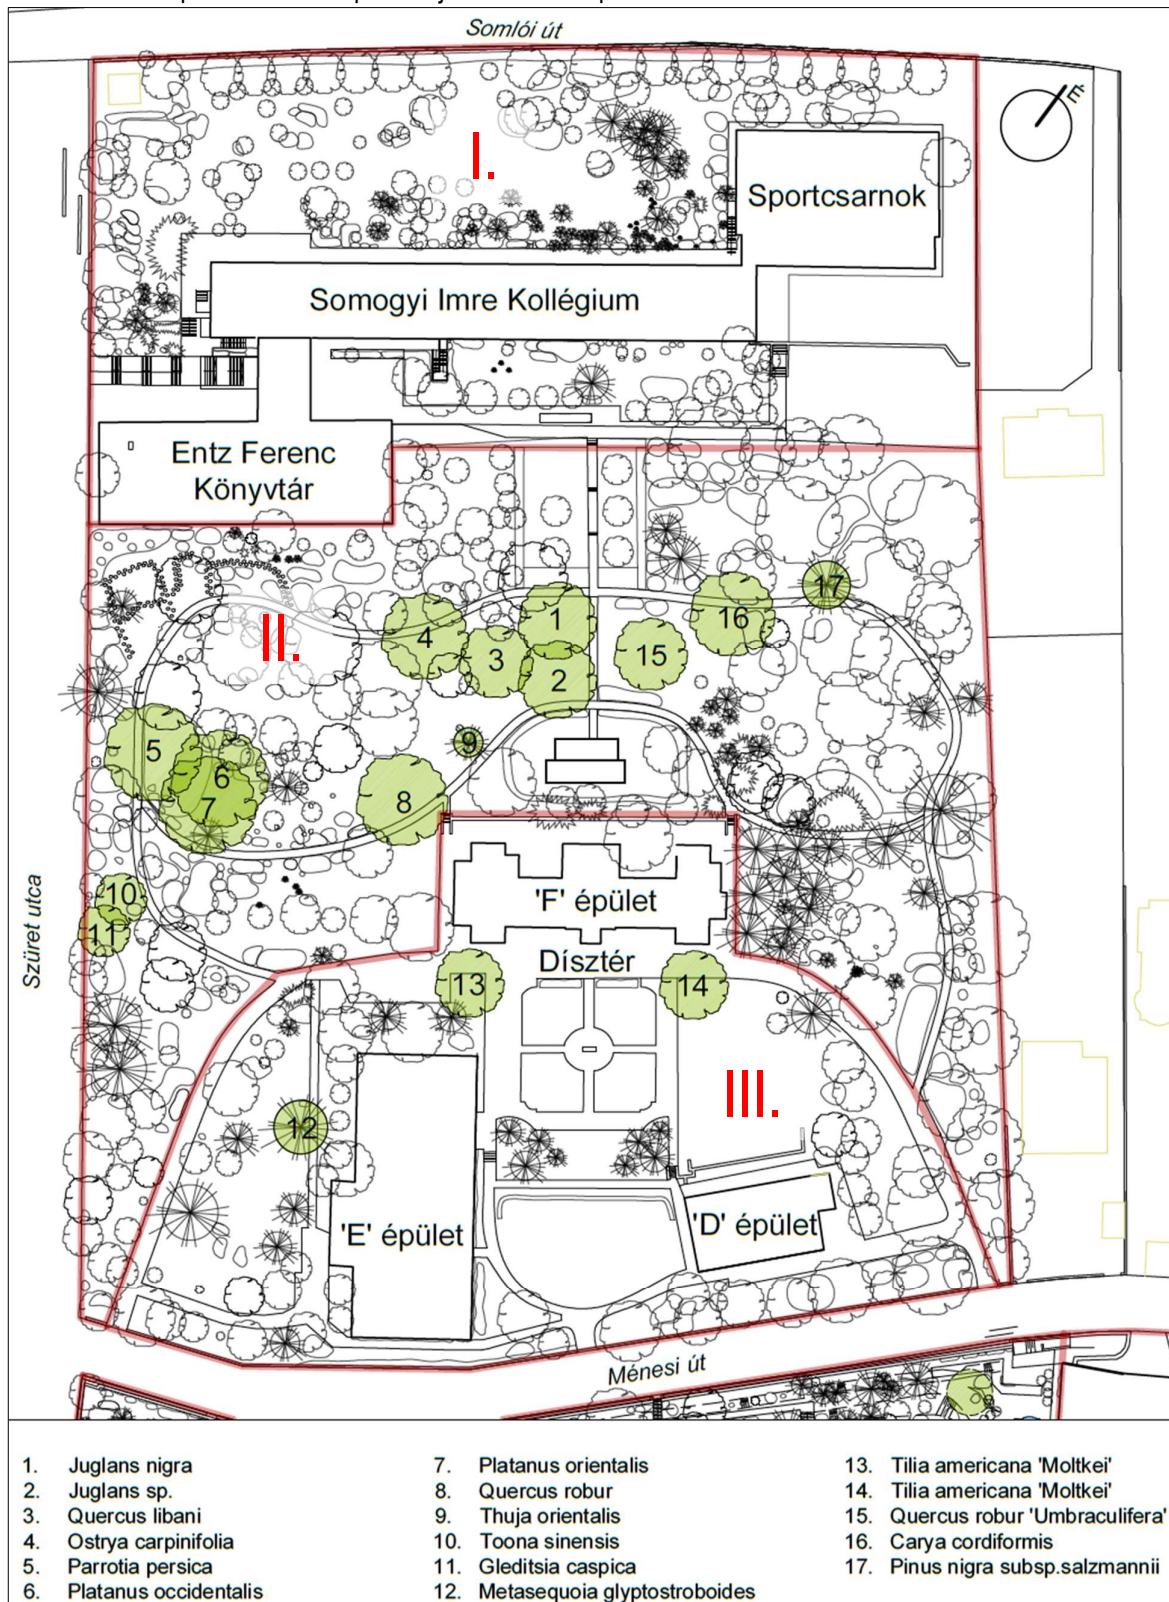 Somlói út
É
I.
Sportcsarnok
Somogyi Imre Kollégium
Entz Ferenc
Könyvtár
17
1
16
4
II.
15
3
2
9
5
6
8
7
10
'F' épület
11
Szüret utca
Dísztér
13
14
III.
12
'D' épület
'E' épület
Ménesi út
1. Juglans nigra
2. Juglans sp.
3. Quercus libani
4. Ostrya carpinifolia
5. Parrotia persica
6. Platanus occidentalis
7. Platanus orientalis
8. Quercus robur
9. Thuja orientalis
10. Toona sinensis
11. Gleditsia caspica
12. Metasequoia glyptostroboides
13. Tilia americana 'Moltkei'
14. Tilia americana 'Moltkei'
15. Quercus robur 'Umbraculifera'
16. Carya cordiformis
17. Pinus nigra subsp.salzmannii